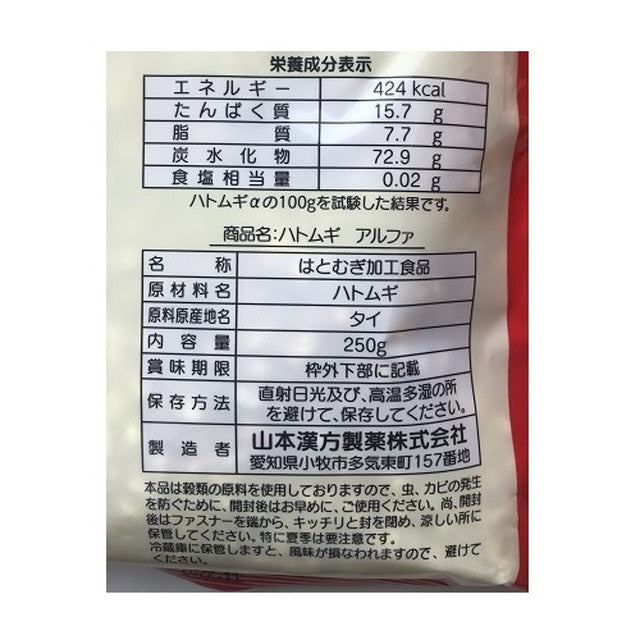 栄養成分表示
エネルギー 424 kcal
たんぱく質 15.7 g
脂質 7.7 g
炭水化物 72.9 g
食塩相当量 0.02 g
ハトムギαの100gを試験した結果です。
商品名:ハトムギ アルファ
名称 はとむぎ加工食品
原材料名 ハトムギ
原料原産地名 タイ
内容量 250g
賞味期限 枠外下部に記載
保存方法 直射日光及び、高温多湿の所
を避けて、保存してください。
製造者 山本漢方製薬株式会社
愛知県小牧市多気東町157番地
本品は穀類の原料を使用しておりますので、虫、カビの発生
を防ぐために、開封後はお早めに、ご使用ください。尚、開封
後はファスナーを端から、キッチリと封を閉め、涼しい所に
保管してください。特に夏季は要注意です。
冷蔵庫に保管しますと、風味が損なわれますので、避けて
ください。